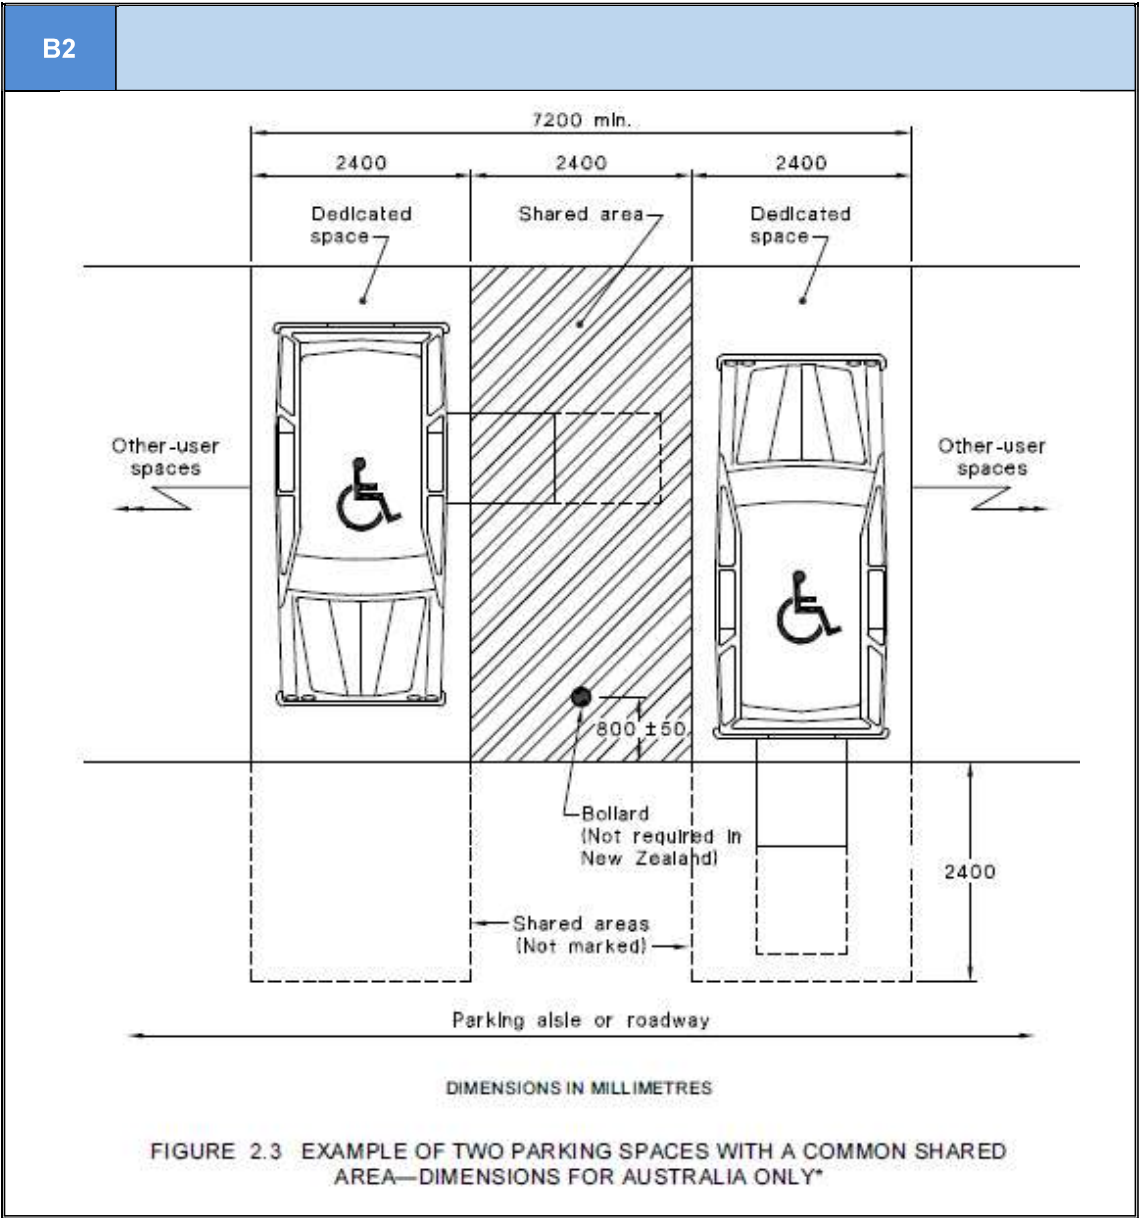 B2
7200 min.
2400
2400
2400
Dedicated
space
Shared area
Dedicated
space
Other-user
spaces
Other-user
spaces
800 ±50
Bollard
(Not required in
New Zealand)
2400
Shared areas
(Not marked)
Parking aisle or roadway
DIMENSIONS IN MILLIMETRES
FIGURE 2.3 EXAMPLE OF TWO PARKING SPACES WITH A COMMON SHARED
AREA—DIMENSIONS FOR AUSTRALIA ONLY*